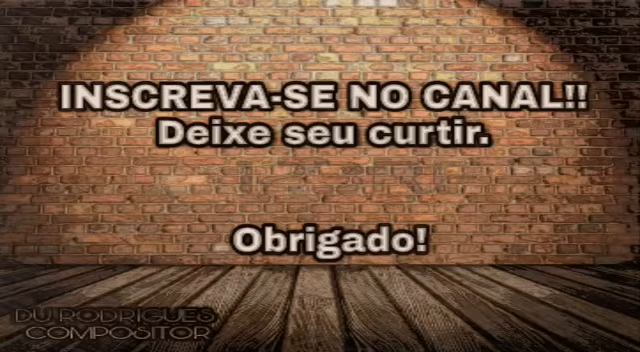 INSCREVA-SE NO CANAL!!
Deixe seu curtir.
Obrigado!
DU RODRIGUES
COMPOSITOR